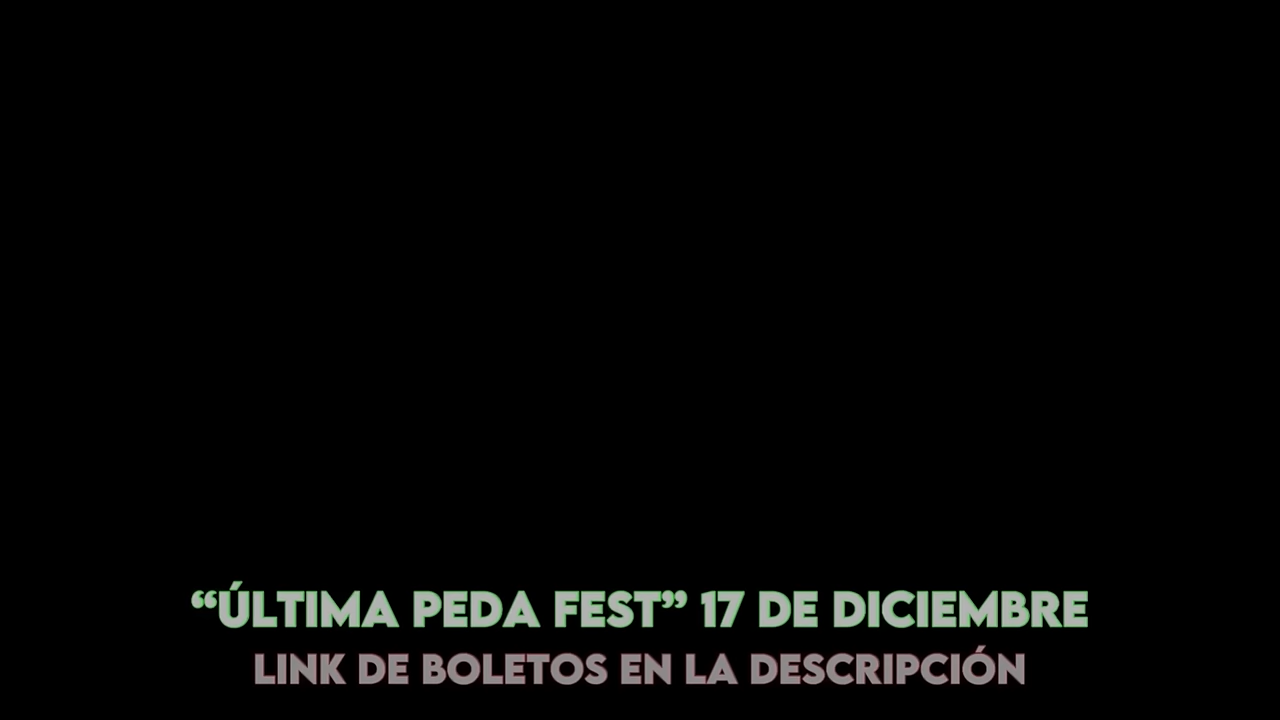 “ÚLTIMA PEDA FEST” 17 DE DICIEMBRE
LINK DE BOLETOS EN LA DESCRIPCIÓN